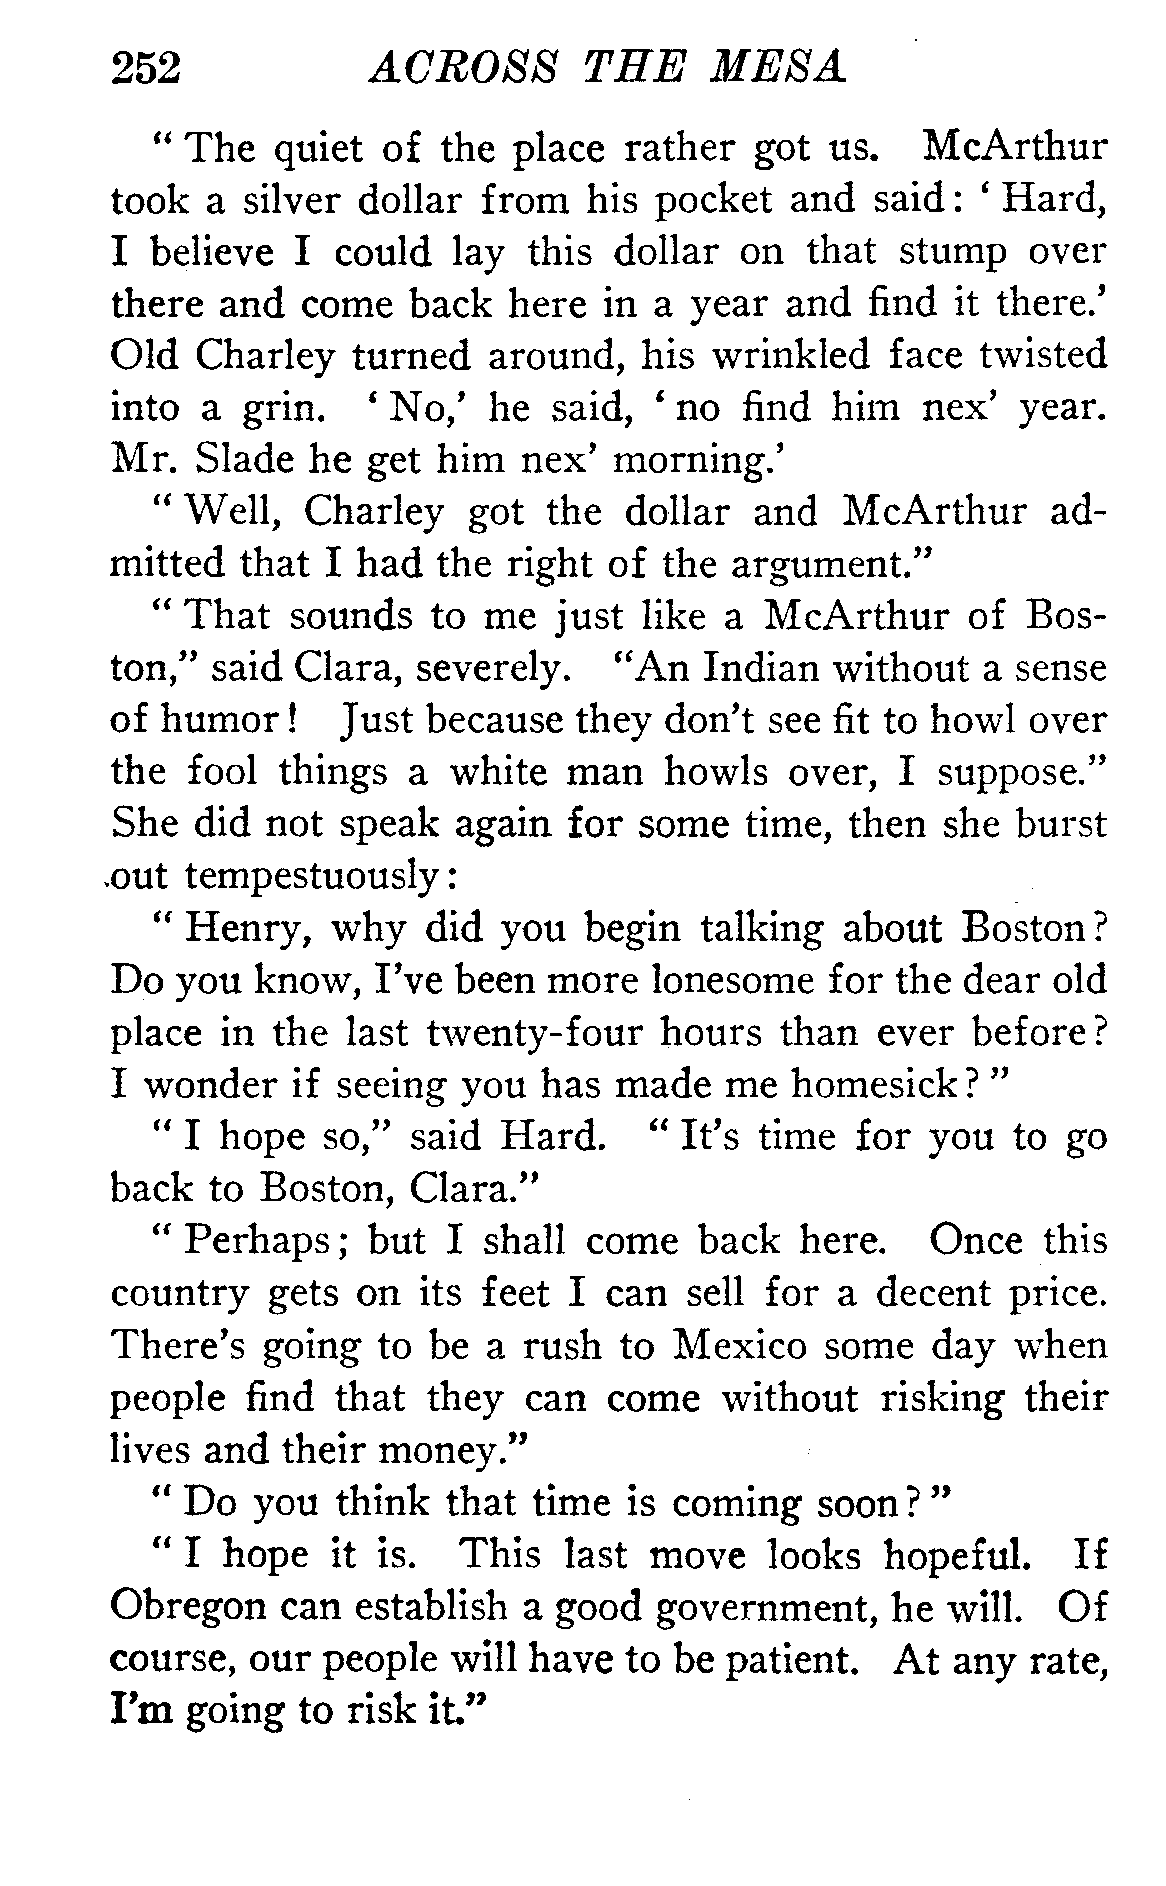 252 ACROSS THE MESA
" The quiet of the place rather got us. McArthur
took a silver dollar from his pocket and said: ' Hard,
I believe I could lay this dollar on that stump over
there and come back here in a year and find it there.'
Old Charley turned around, his wrinkled face twisted
into a grin. ' No,' he said, ' no find him nex' year.
Mr. Slade he get him nex' morning.'
" Well, Charley got the dollar and McArthur ad-
mitted that I had the right of the argument."
" That sounds to me just like a McArthur of Bos-
ton," said Clara, severely. "An Indian without a sense
of humor! Just because they don't see fit to howl over
the fool things a white man howls over, I suppose."
She did not speak again for some time, then she burst
out tempestuously:
" Henry, why did you begin talking about Boston?
Do you know, I've been more lonesome for the dear old
place in the last twenty-four hours than ever before?
I wonder if seeing you has made me homesick? "
" I hope so," said Hard. " It's time for you to go
back to Boston, Clara."
" Perhaps; but I shall come back here. Once this
country gets on its feet I can sell for a decent price.
There's going to be a rush to Mexico some day when
people find that they can come without risking their
lives and their money."
" Do you think that time is coming soon? "
" I hope it is. This last move looks hopeful. If
Obregon can establish a good government, he will. Of
course, our people will have to be patient. At any rate,
I'm going to risk it."